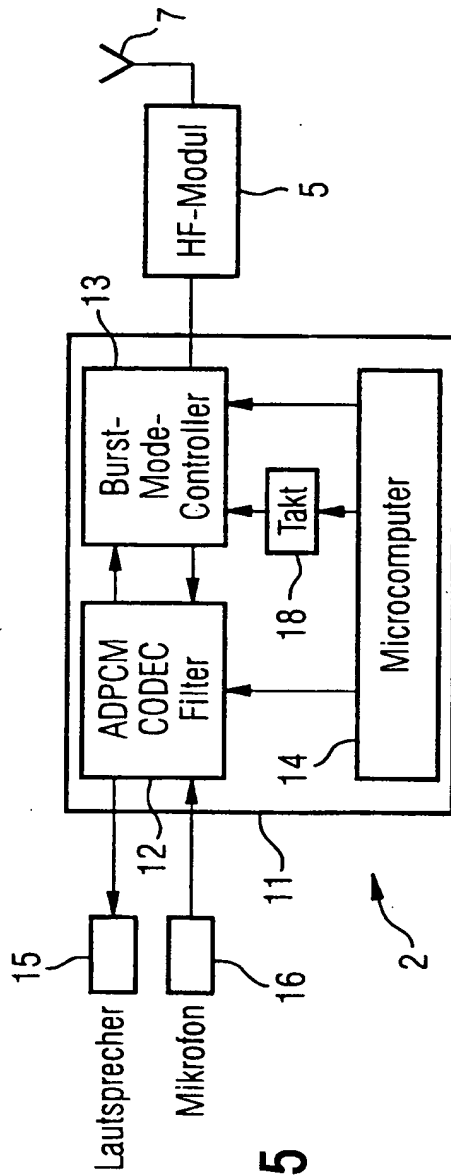 Lautsprecher
15
Mikrofon
16
12
ADPCM
CODEC
Filter
13
Burst-
Mode-
Controller
HF-Modul
5
7
Takt
18
Microcomputer
14
11
2
5